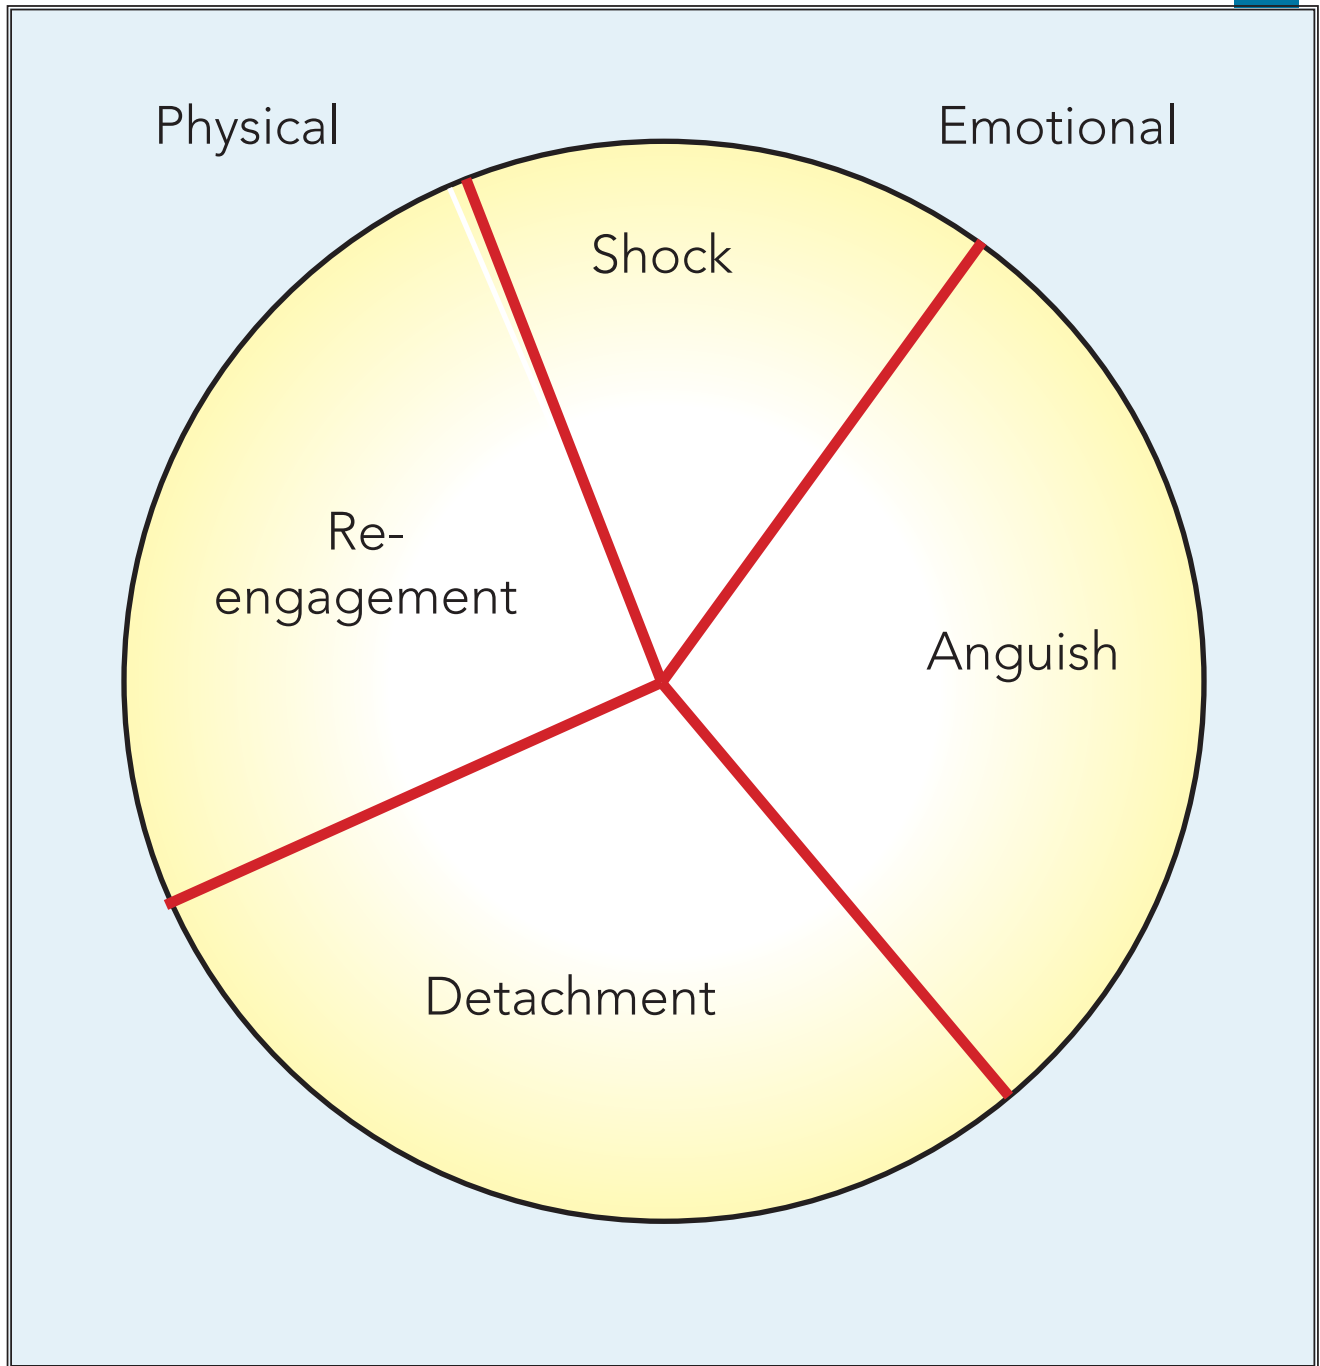 Physical
Emotional
Shock
Re-
engagement
Anguish
Detachment